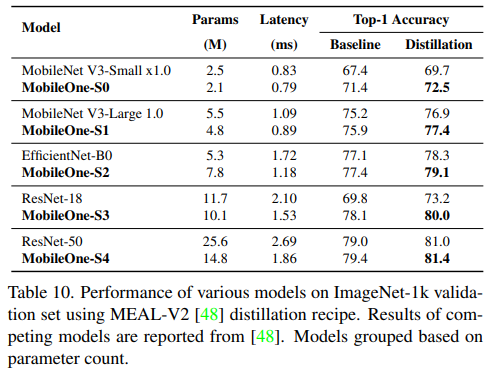 Model Params Latency Top-1 Accuracy
(M) (ms) Baseline Distillation
MobileNet V3-Small x1.0 2.5 0.83 67.4 69.7
MobileOne-S0 2.1 0.79 71.4 72.5
MobileNet V3-Large 1.0 5.5 1.09 75.2 76.9
MobileOne-S1 4.8 0.89 75.9 77.4
EfficientNet-B0 5.3 1.72 77.1 78.3
MobileOne-S2 7.8 1.18 77.4 79.1
ResNet-18 11.7 2.10 69.8 73.2
MobileOne-S3 10.1 1.53 78.1 80.0
ResNet-50 25.6 2.69 79.0 81.0
MobileOne-S4 14.8 1.86 79.4 81.4
Table 10. Performance of various models on ImageNet-1k valida-
tion set using MEAL-V2 [48] distillation recipe. Results of com-
peting models are reported from [48]. Models grouped based on
parameter count.